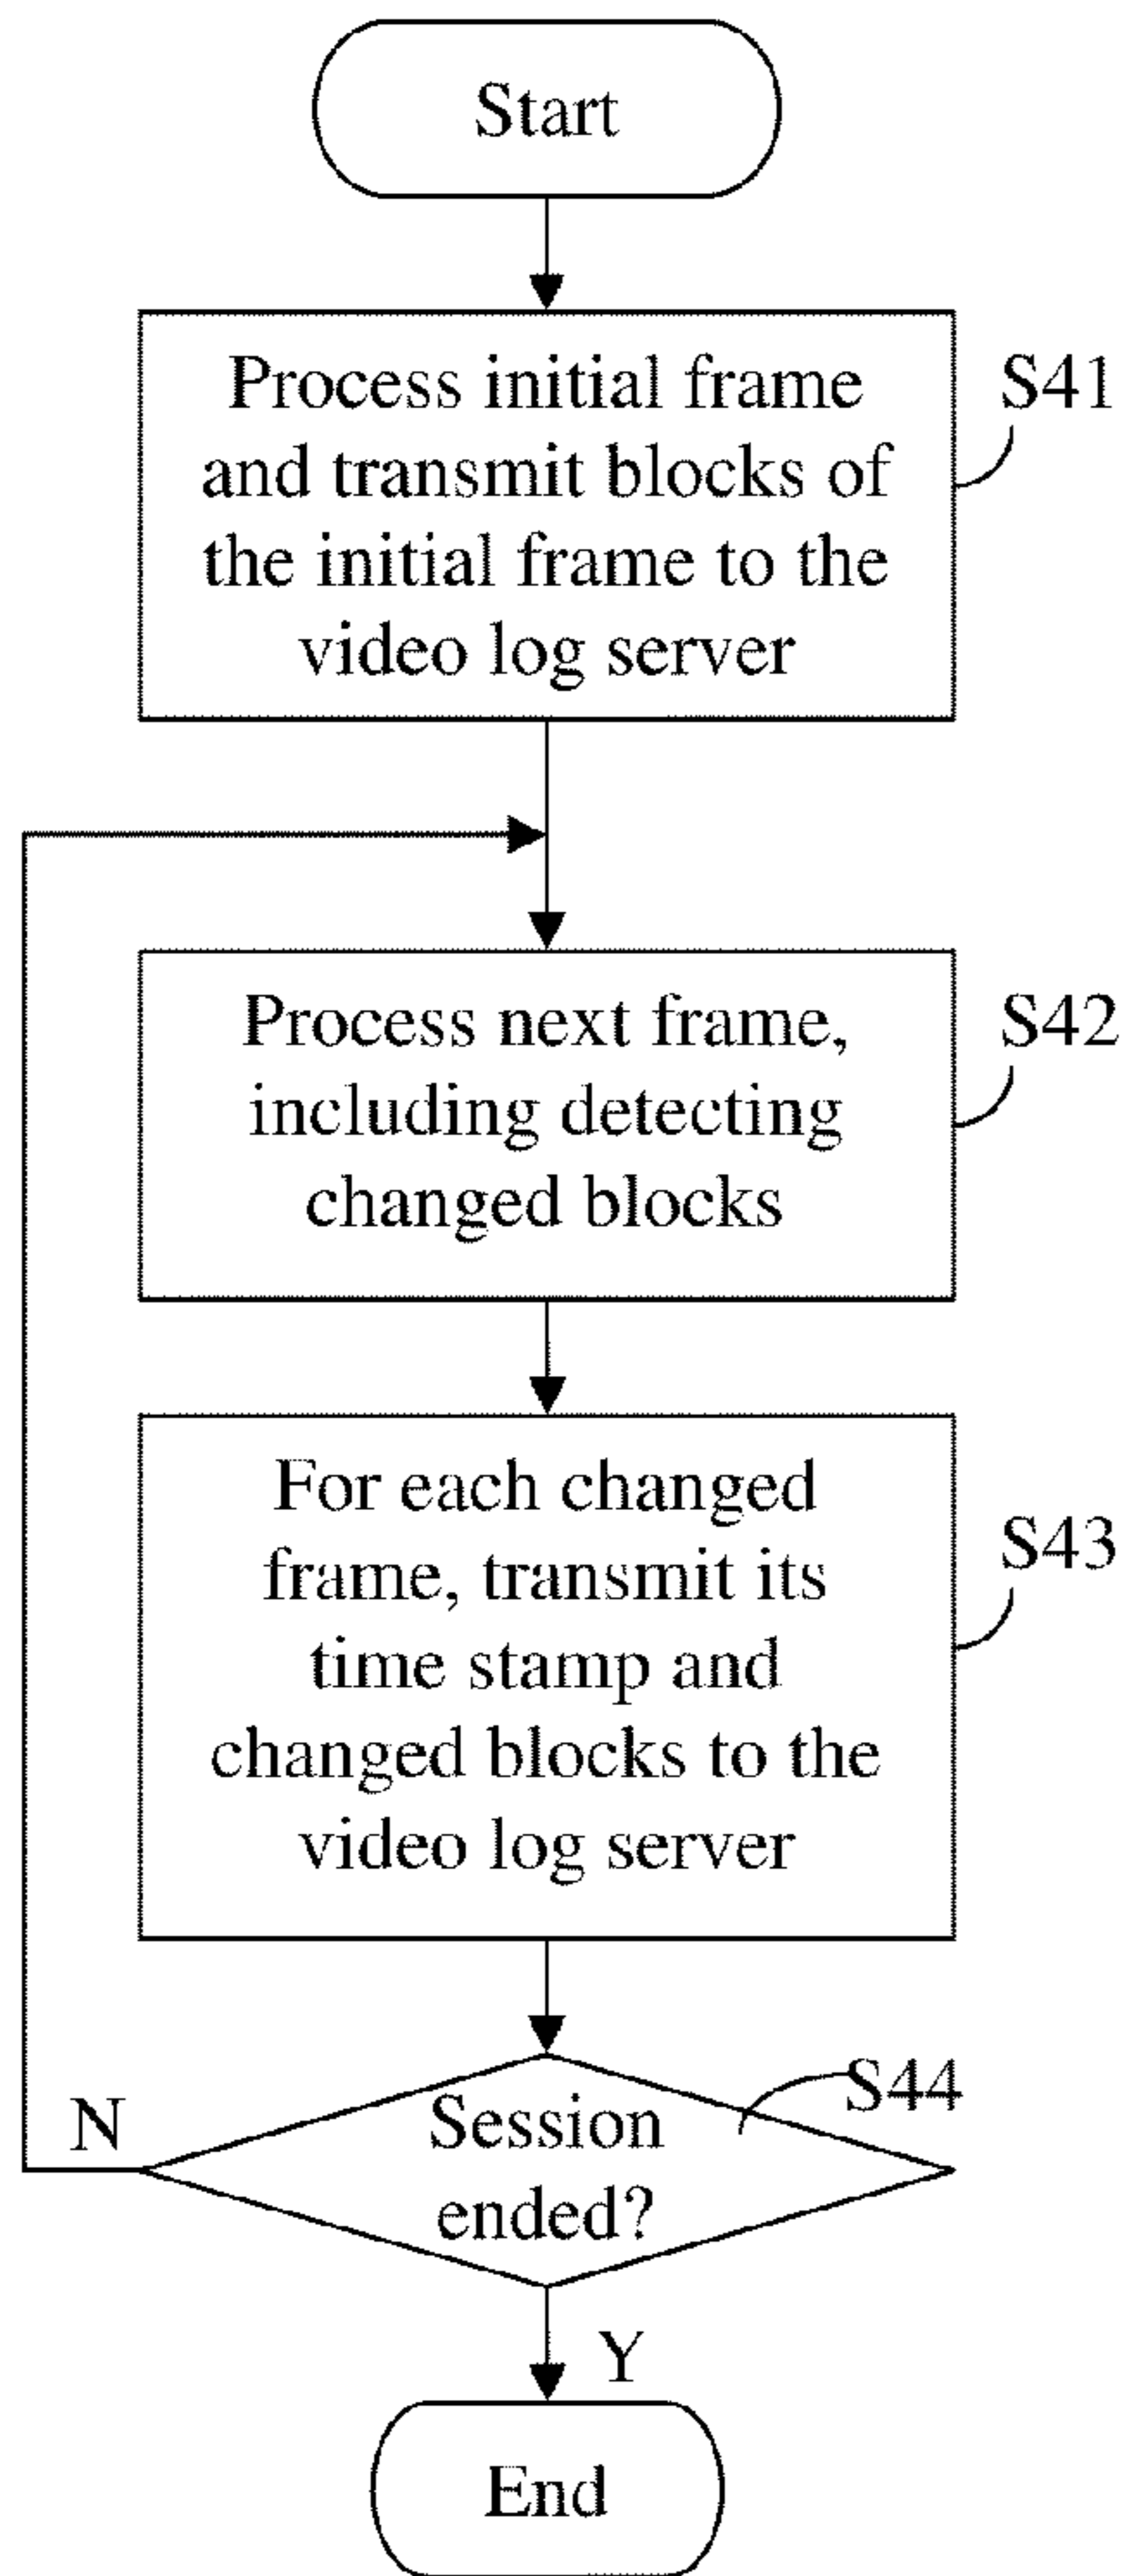 Start
Process initial frame
and transmit blocks of
the initial frame to the
video log server
S41
Process next frame,
including detecting
changed blocks
S42
For each changed
frame, transmit its
time stamp and
changed blocks to the
video log server
S43
Session
ended?
S44
N
Y
End